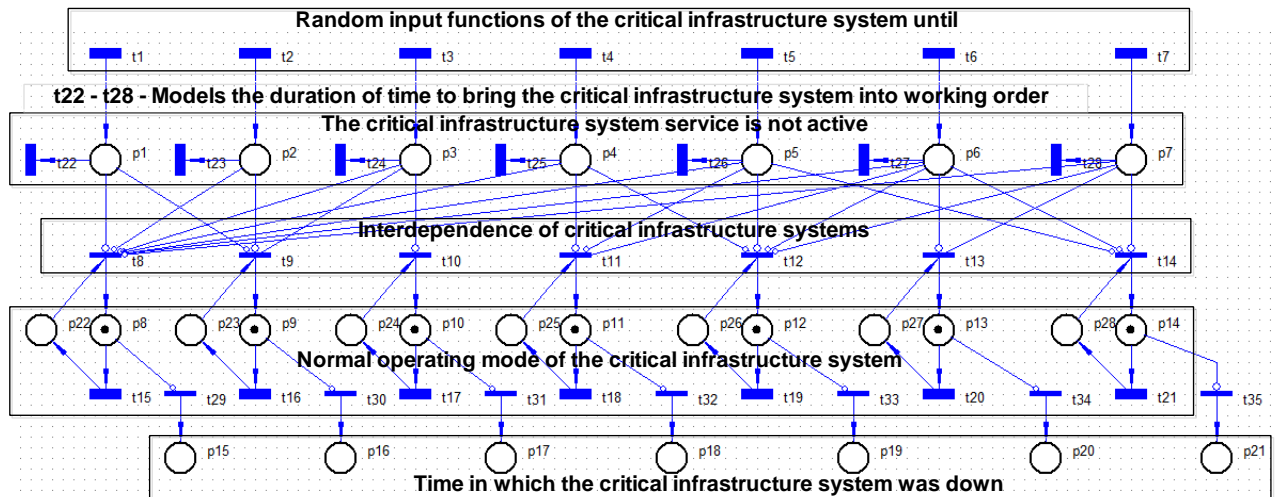 Random input functions of the critical infrastructure system until
t1 t2 t3 t4 t5 t6 t7
t22 - t28 - Models the duration of time to bring the critical infrastructure system into working order
The critical infrastructure system service is not active
t22 p1 t23 p2 t24 p3 t25 p4 t26 p5 t27 p6 t28 p7
Interdependence of critical infrastructure systems
t8 t9 t10 t11 t12 t13 t14
p22 p8 p23 p9 p24 p10 p25 p11 p26 p12 p27 p13 p28 p14
Normal operating mode of the critical infrastructure system
t15 t29 t16 t30 t17 t31 t18 t32 t19 t33 t20 t34 t21 t35
p15 p16 p17 p18 p19 p20 p21
Time in which the critical infrastructure system was down